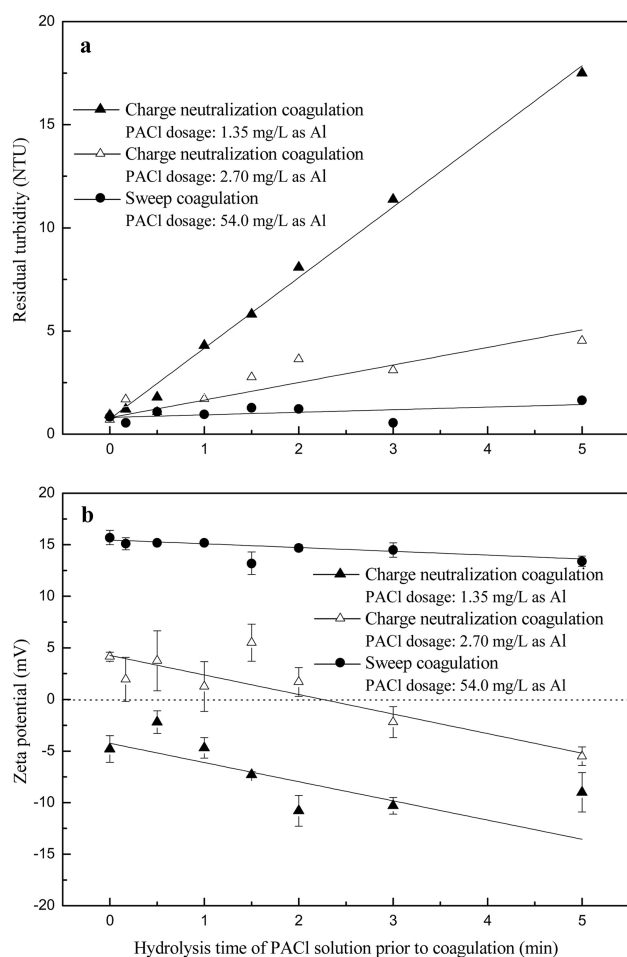 a
20
15
10
5
0
Residual turbidity (NTU)
Charge neutralization coagulation
PACl dosage: 1.35 mg/L as Al
Charge neutralization coagulation
PACl dosage: 2.70 mg/L as Al
Sweep coagulation
PACl dosage: 54.0 mg/L as Al
0 1 2 3 4 5
b
20
15
10
5
0
-5
-10
-15
-20
Zeta potential (mV)
Charge neutralization coagulation
PACl dosage: 1.35 mg/L as Al
Charge neutralization coagulation
PACl dosage: 2.70 mg/L as Al
Sweep coagulation
PACl dosage: 54.0 mg/L as Al
0 1 2 3 4 5
Hydrolysis time of PACl solution prior to coagulation (min)